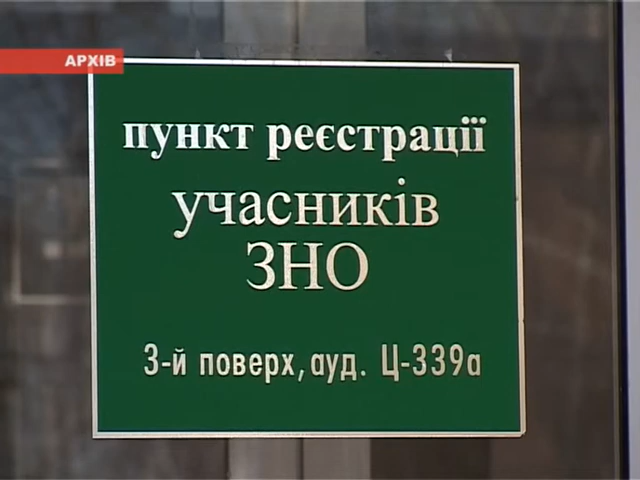 АРХІВ
пункт реєстрації
учасників
ЗНО
3-й поверх, ауд. Ц-339а